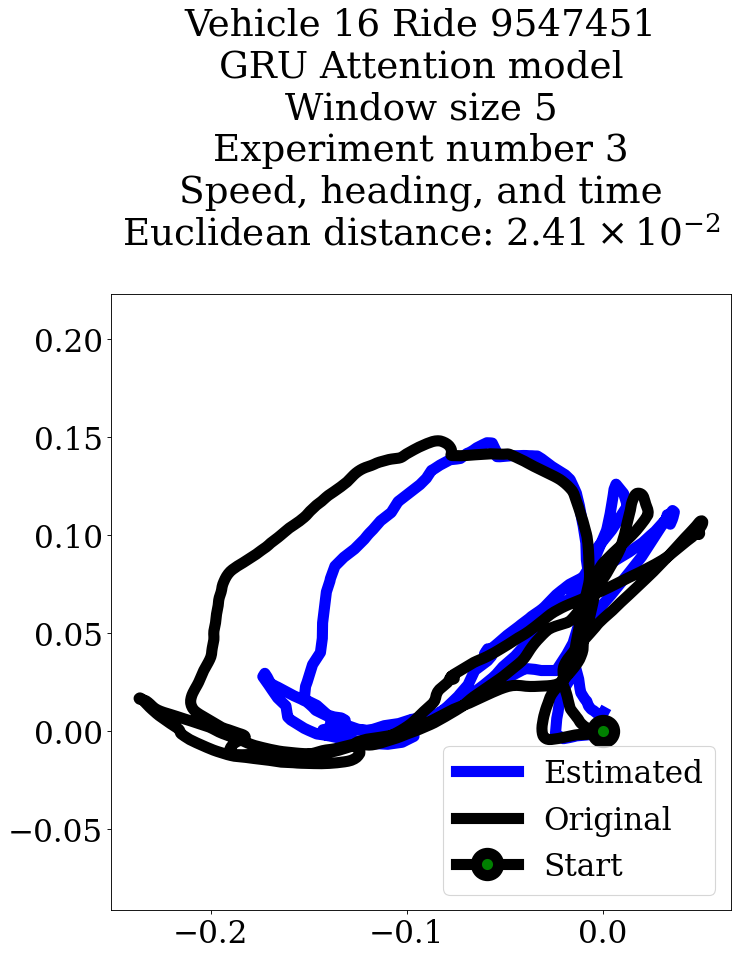 Vehicle 16 Ride 9547451
GRU Attention model
Window size 5
Experiment number 3
Speed, heading, and time
Euclidean distance: 2.41 × 10⁻²
0.20
0.15
0.10
0.05
0.00
−0.05
Estimated
Original
Start
−0.2
−0.1
0.0